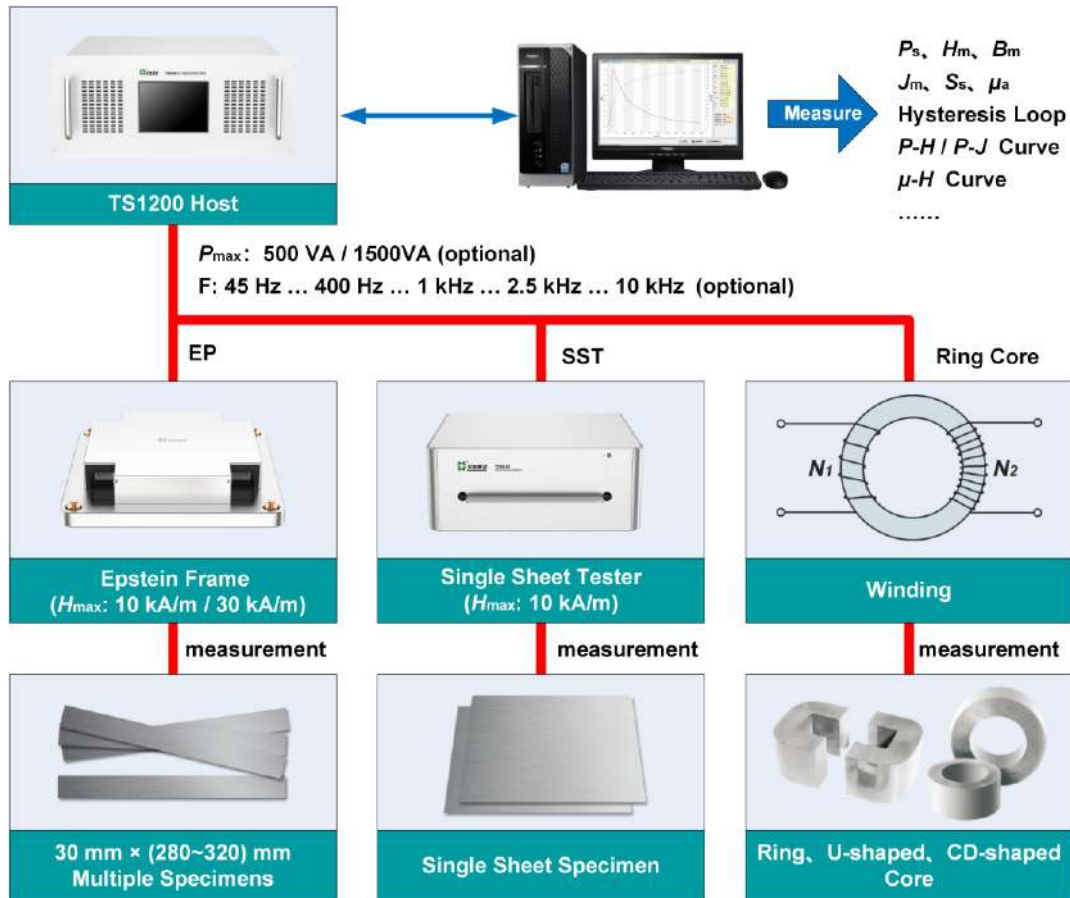 Ps、Hm、Bm
Jm、Ss、μa
Measure
Hysteresis Loop
P-H / P-J Curve
μ-H Curve
......
TS1200 Host
Pmax: 500 VA / 1500VA (optional)
F: 45 Hz ... 400 Hz ... 1 kHz ... 2.5 kHz ... 10 kHz (optional)
EP
SST
Ring Core
N1
N2
Epstein Frame
(Hmax: 10 kA/m / 30 kA/m)
Single Sheet Tester
(Hmax: 10 kA/m)
Winding
measurement
measurement
measurement
30 mm × (280~320) mm
Multiple Specimens
Single Sheet Specimen
Ring、U-shaped、CD-shaped
Core